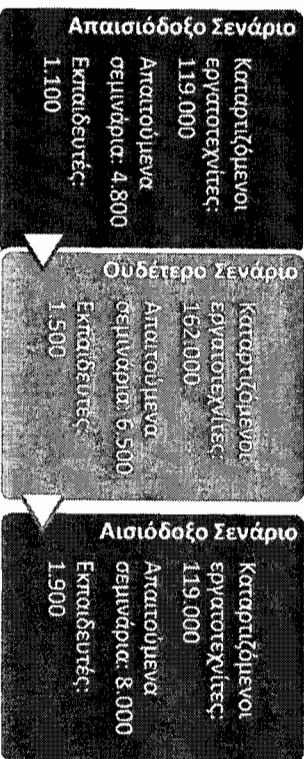 Απαισιόδοξο Σενάριο
Καταρτιζόμενοι
εργατοτεχνίτες:
119.000
Απαιτούμενα
σεμινάρια: 4.800
Εκπαιδευτές:
1.100
Ουδέτερο Σενάριο
Καταρτιζόμενοι
εργατοτεχνίτες:
162.000
Απαιτούμενα
σεμινάρια: 6.500
Εκπαιδευτές:
1.500
Αισιόδοξο Σενάριο
Καταρτιζόμενοι
εργατοτεχνίτες:
119.000
Απαιτούμενα
σεμινάρια: 8.000
Εκπαιδευτές:
1.900